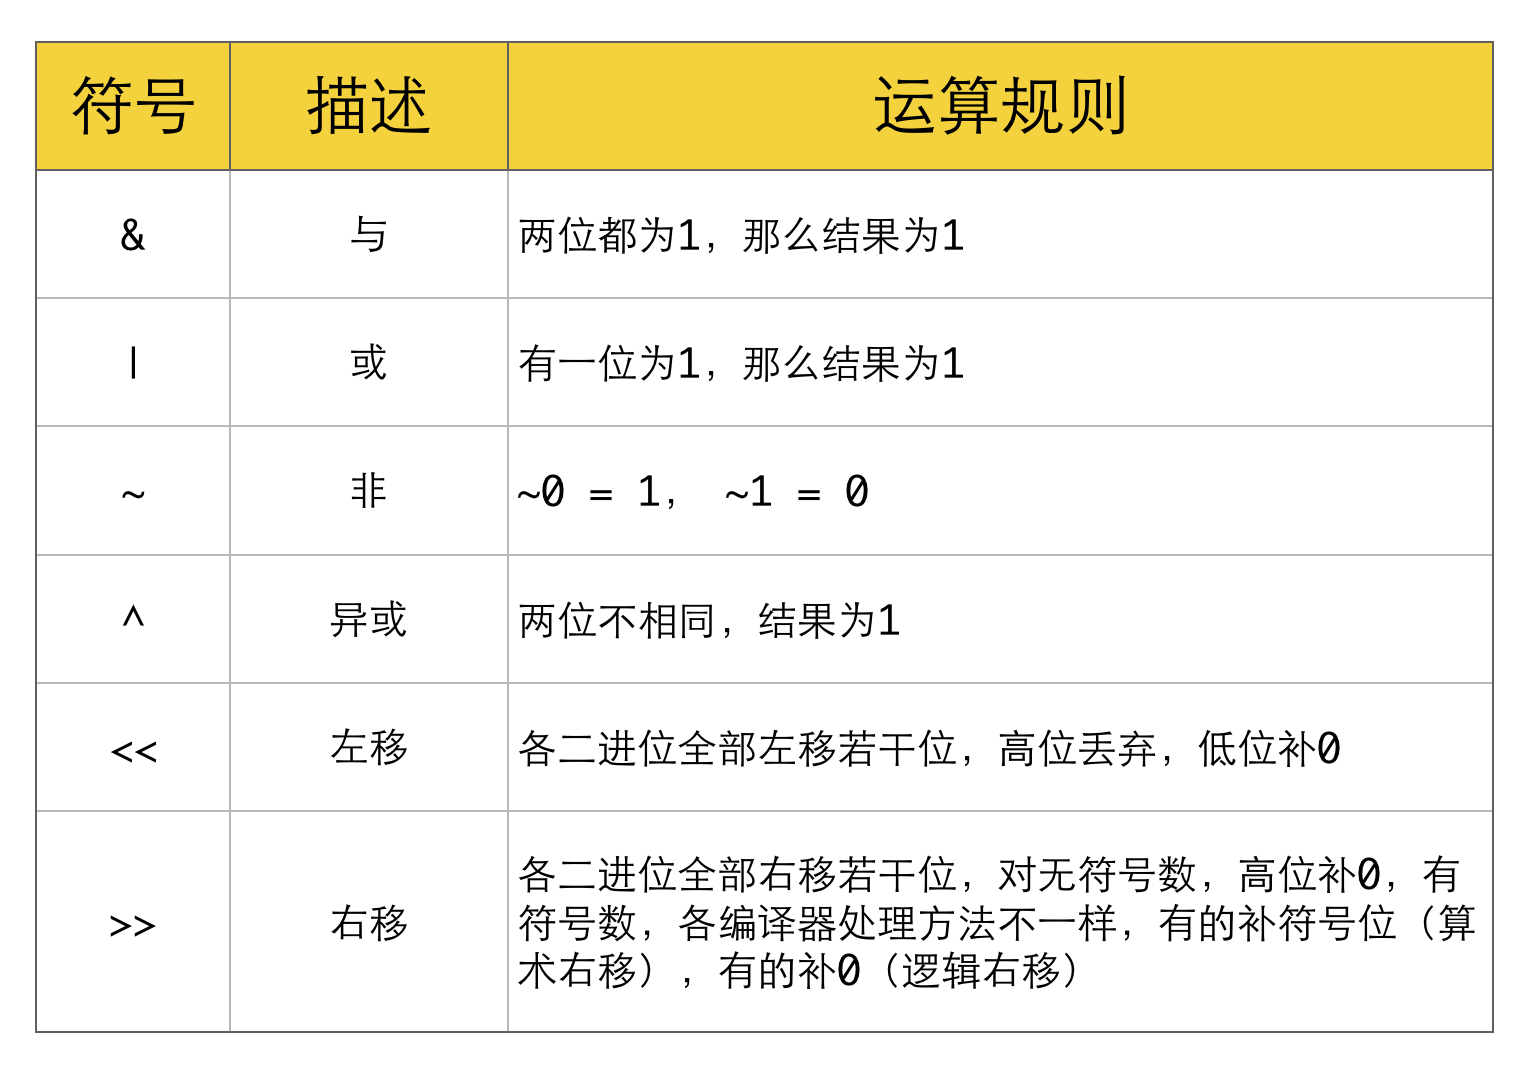 符号 描述 运算规则
& 与 两位都为1，那么结果为1
| 或 有一位为1，那么结果为1
~ 非 ~0 = 1， ~1 = 0
^ 异或 两位不相同，结果为1
<< 左移 各二进位全部左移若干位，高位丢弃，低位补0
>> 右移 各二进位全部右移若干位，对无符号数，高位补0，有
符号数，各编译器处理方法不一样，有的补符号位（算
术右移），有的补0（逻辑右移）